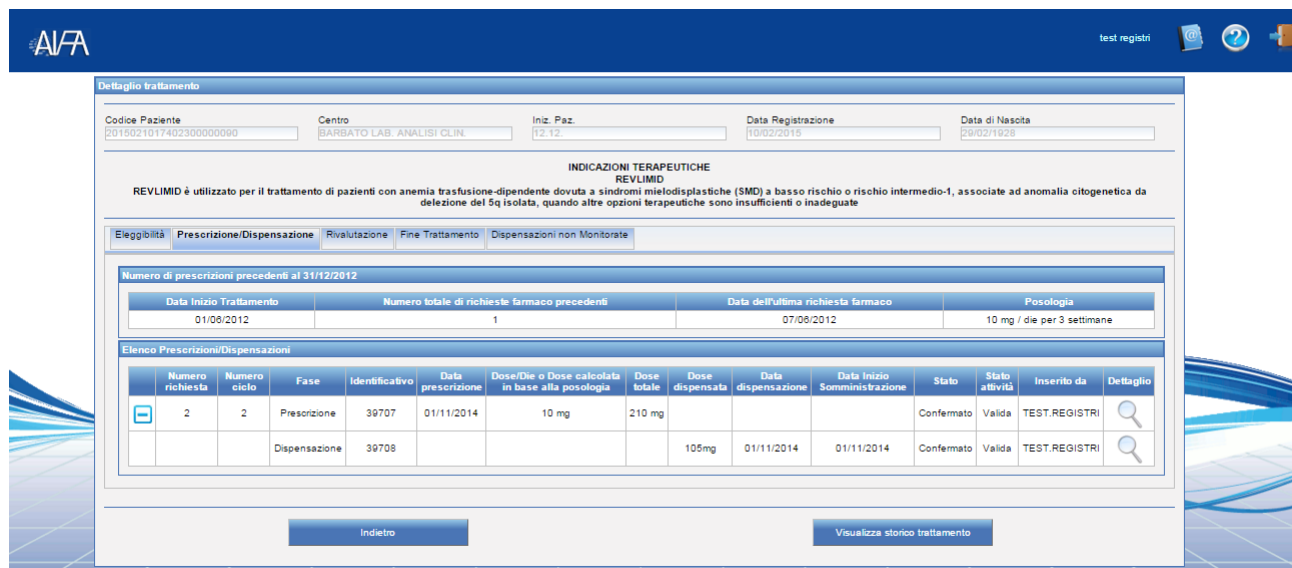 AIFA
test registri
Dettaglio trattamento
Codice Paziente Centro Iniz. Paz. Data Registrazione Data di Nascita
2015021017402300000090 BARBATO LAB. ANALISI CLIN. 12.12. 10/02/2015 29/02/1928
INDICAZIONI TERAPEUTICHE
REVLIMID
REVLIMID è utilizzato per il trattamento di pazienti con anemia trasfusione-dipendente dovuta a sindromi mielodisplastiche (SMD) a basso rischio o rischio intermedio-1, associate ad anomalia citogenetica da
delezione del 5q isolata, quando altre opzioni terapeutiche sono insufficienti o inadeguate
Eleggibilità Prescrizione/Dispensazione Rivalutazione Fine Trattamento Dispensazioni non Monitorate
Numero di prescrizioni precedenti al 31/12/2012
Data Inizio Trattamento Numero totale di richieste farmaco precedenti Data dell'ultima richiesta farmaco Posologia
01/06/2012 1 07/06/2012 10 mg / die per 3 settimane
Elenco Prescrizioni/Dispensazioni
Numero richiesta Numero ciclo Fase Identificativo Data prescrizione Dose/Die o Dose calcolata in base alla posologia Dose totale Dose dispensata Data dispensazione Data Inizio Somministrazione Stato Stato attività Inserito da Dettaglio
2 2 Prescrizione 39707 01/11/2014 10 mg 210 mg Confermato Valida TEST.REGISTRI
Dispensazione 39708 105mg 01/11/2014 01/11/2014 Confermato Valida TEST.REGISTRI
Indietro Visualizza storico trattamento